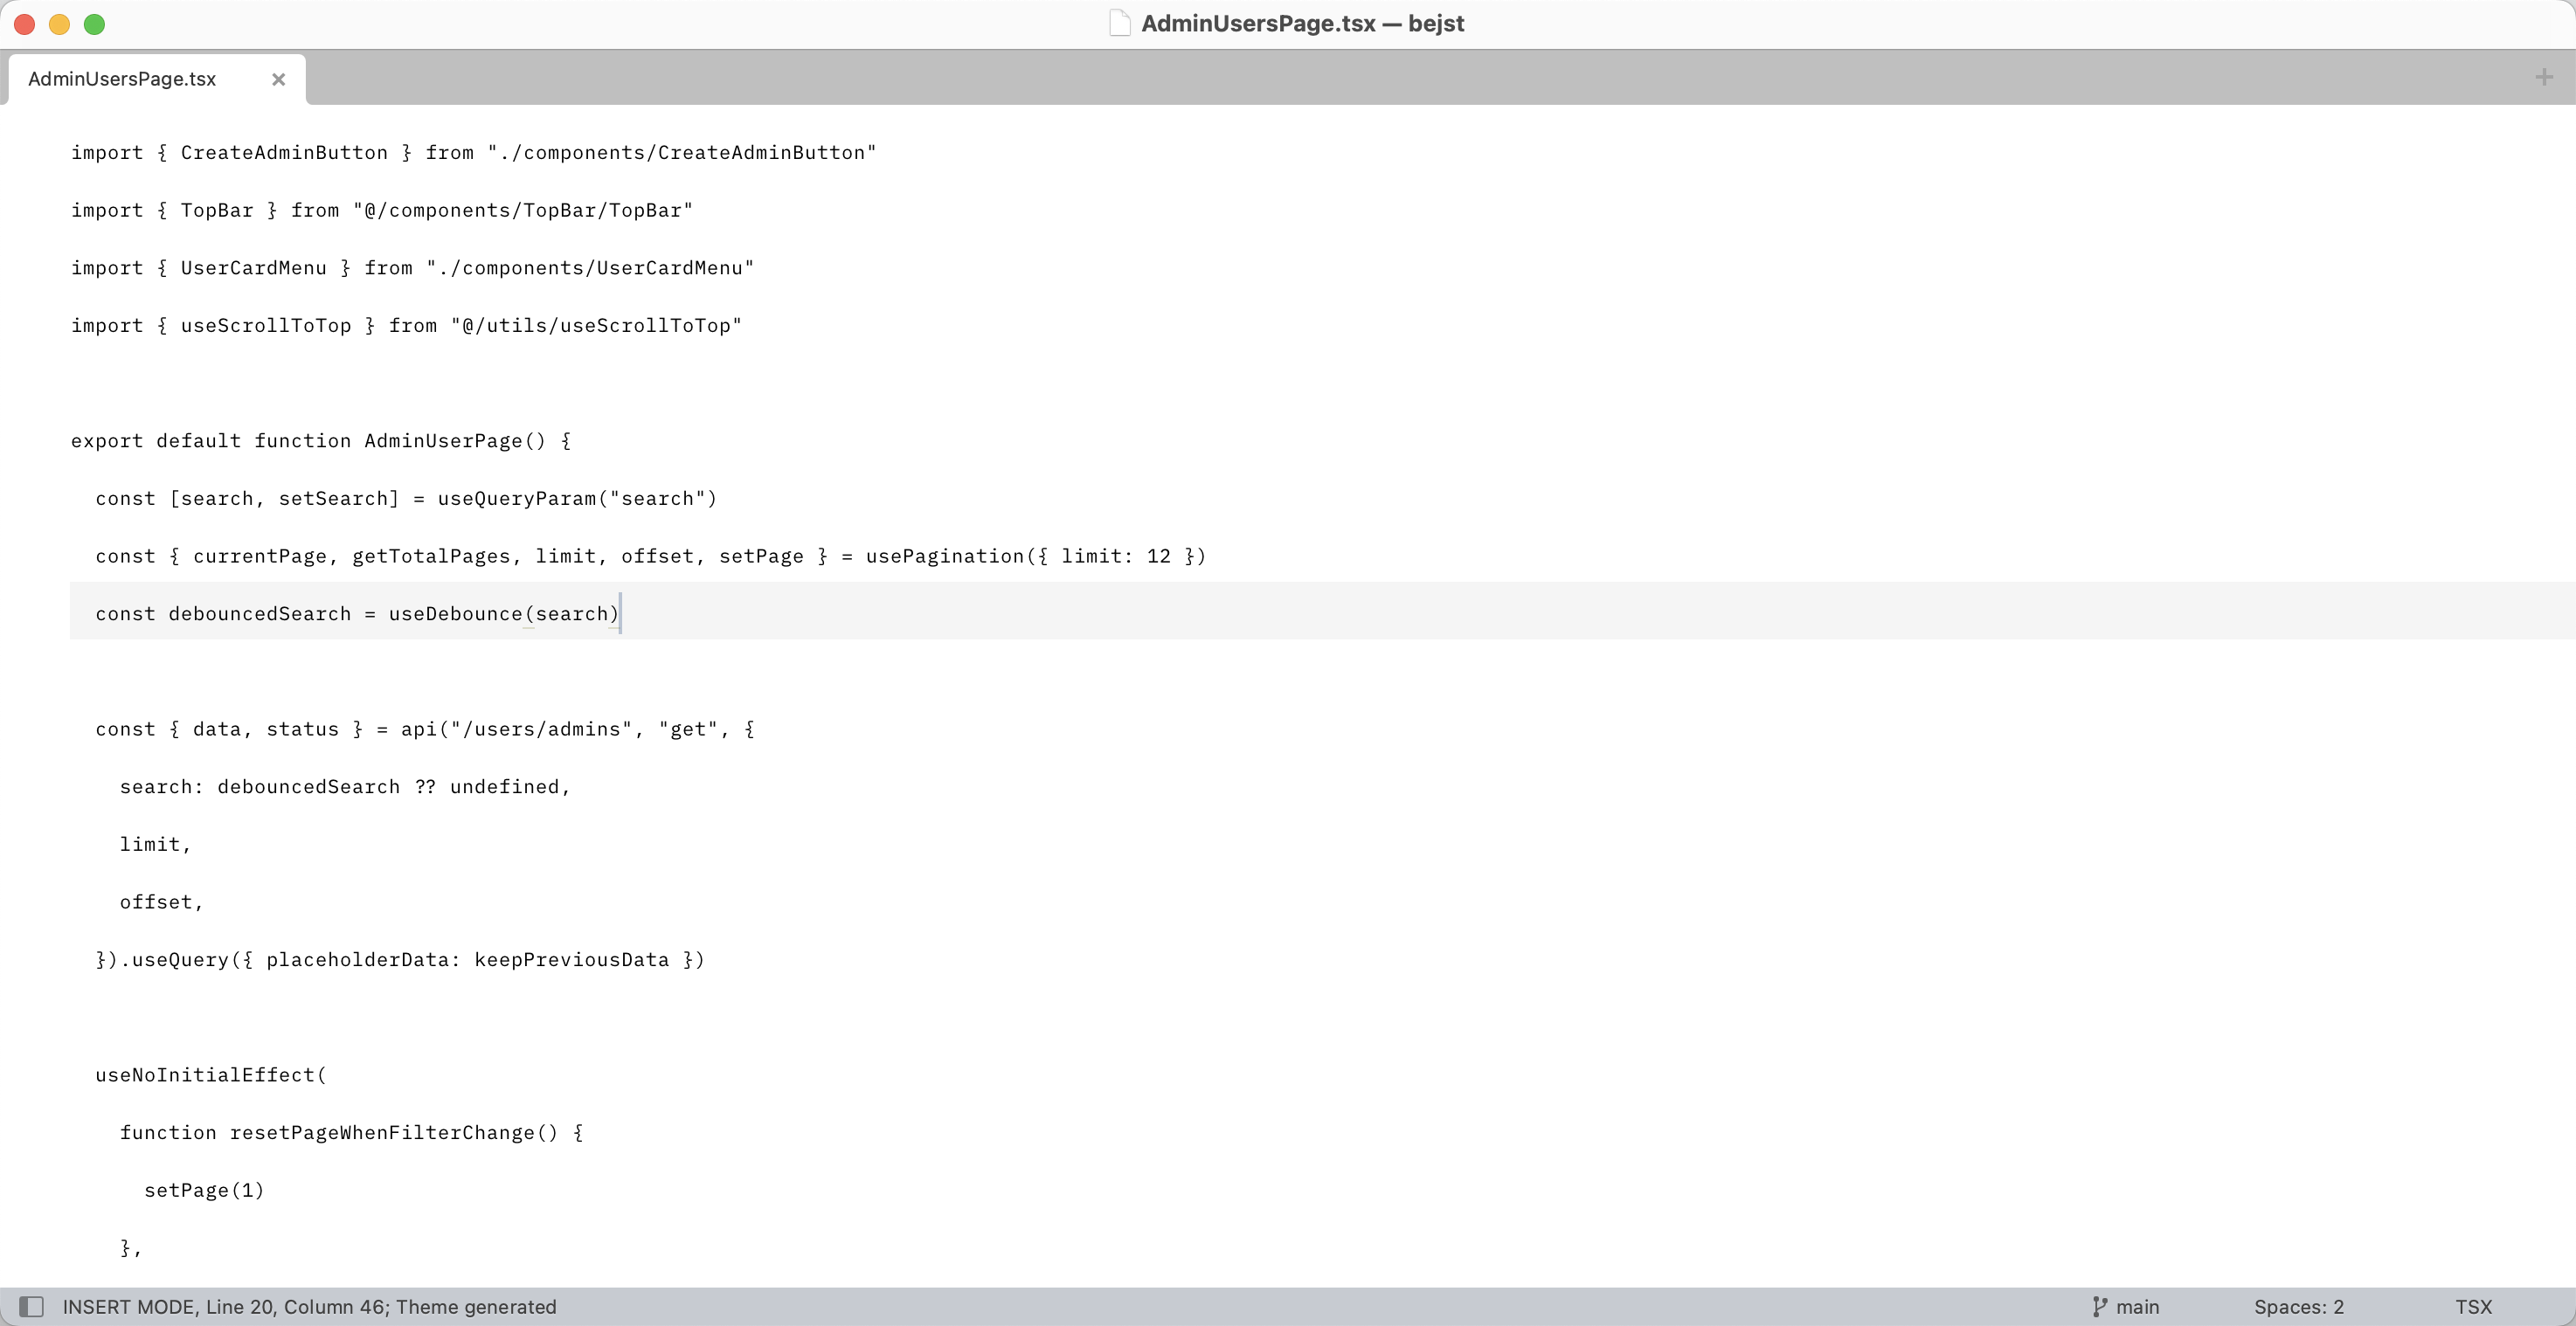 AdminUsersPage.tsx — bejst
AdminUsersPage.tsx
import { CreateAdminButton } from "./components/CreateAdminButton"
import { TopBar } from "@/components/TopBar/TopBar"
import { UserCardMenu } from "./components/UserCardMenu"
import { useScrollToTop } from "@/utils/useScrollToTop"
export default function AdminUserPage() {
  const [search, setSearch] = useQueryParam("search")
  const { currentPage, getTotalPages, limit, offset, setPage } = usePagination({ limit: 12 })
  const debouncedSearch = useDebounce(search)
  const { data, status } = api("/users/admins", "get", {
    search: debouncedSearch ?? undefined,
    limit,
    offset,
  }).useQuery({ placeholderData: keepPreviousData })
  useNoInitialEffect(
    function resetPageWhenFilterChange() {
      setPage(1)
    },
INSERT MODE, Line 20, Column 46; Theme generated
main
Spaces: 2
TSX